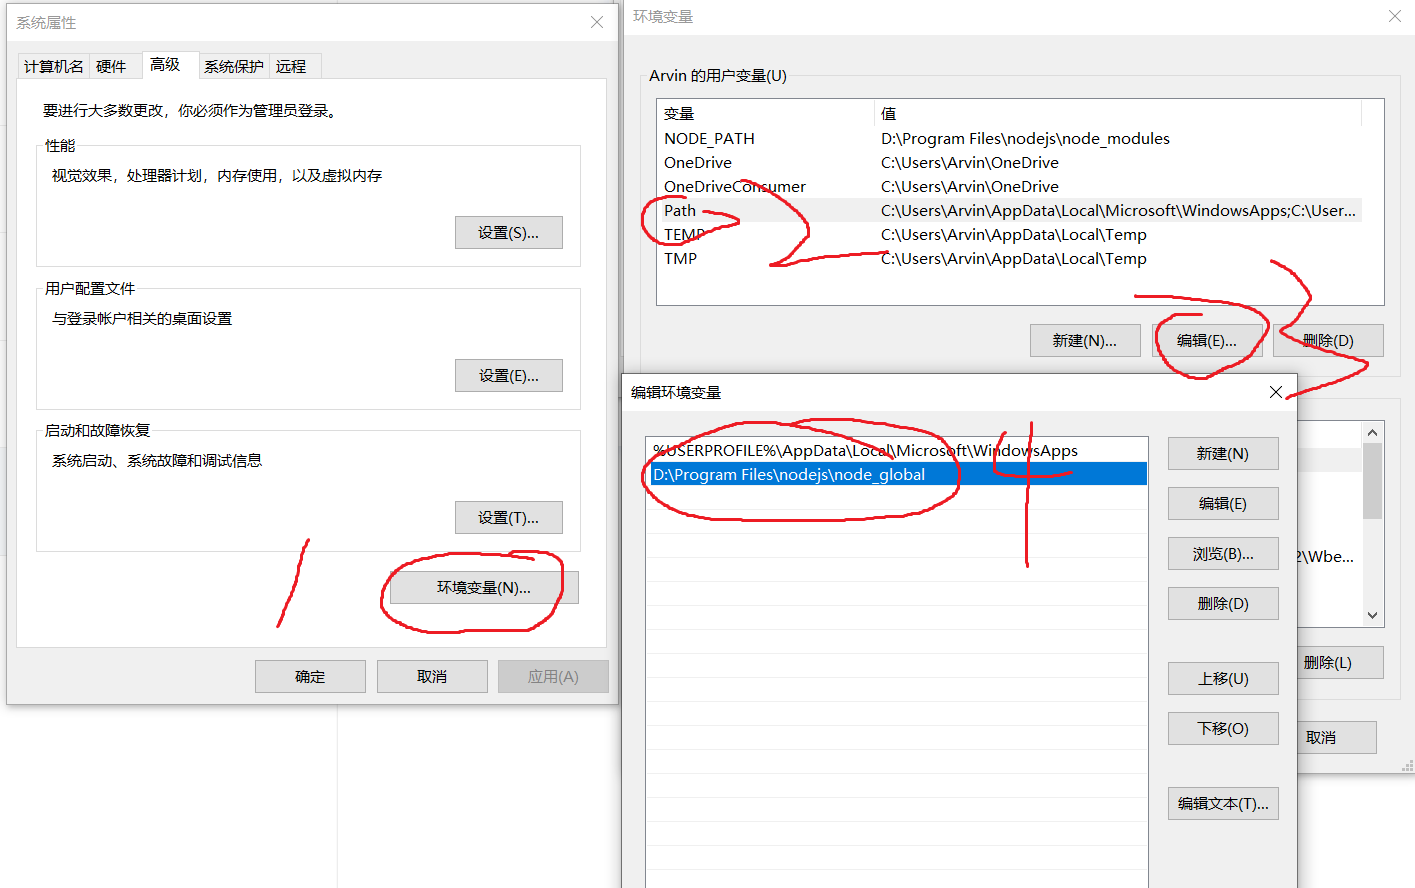 系统属性
计算机名 硬件 高级 系统保护 远程
要进行大多数更改，你必须作为管理员登录。
性能
视觉效果，处理器计划，内存使用，以及虚拟内存
设置(S)...
用户配置文件
与登录帐户相关的桌面设置
设置(E)...
启动和故障恢复
系统启动、系统故障和调试信息
设置(T)...
1
环境变量(N)...
确定 取消 应用(A)
环境变量
Arvin 的用户变量(U)
变量 值
NODE_PATH D:\Program Files\nodejs\node_modules
OneDrive C:\Users\Arvin\OneDrive
OneDriveConsumer C:\Users\Arvin\OneDrive
Path C:\Users\Arvin\AppData\Local\Microsoft\WindowsApps;C:\User...
TEMP C:\Users\Arvin\AppData\Local\Temp
TMP C:\Users\Arvin\AppData\Local\Temp
2
3
新建(N)... 编辑(E)... 删除(D)
2\Wbe...
删除(L)
取消
编辑环境变量
%USERPROFILE%\AppData\Local\Microsoft\WindowsApps
D:\Program Files\nodejs\node_global
4
新建(N)
编辑(E)
浏览(B)...
删除(D)
上移(U)
下移(O)
编辑文本(T)...